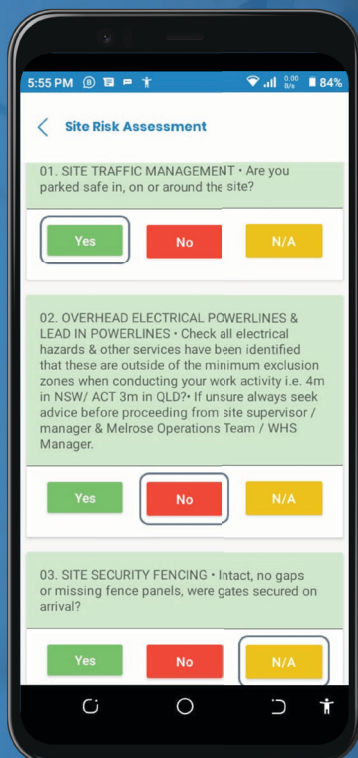 5:55 PM
0.00
B/s
84%
Site Risk Assessment
01. SITE TRAFFIC MANAGEMENT • Are you
parked safe in, on or around the site?
Yes
No
N/A
02. OVERHEAD ELECTRICAL POWERLINES &
LEAD IN POWERLINES • Check all electrical
hazards & other services have been identified
that these are outside of the minimum exclusion
zones when conducting your work activity i.e. 4m
in NSW/ ACT 3m in QLD?• If unsure always seek
advice before proceeding from site supervisor /
manager & Melrose Operations Team / WHS
Manager.
Yes
No
N/A
03. SITE SECURITY FENCING • Intact, no gaps
or missing fence panels, were gates secured on
arrival?
Yes
No
N/A